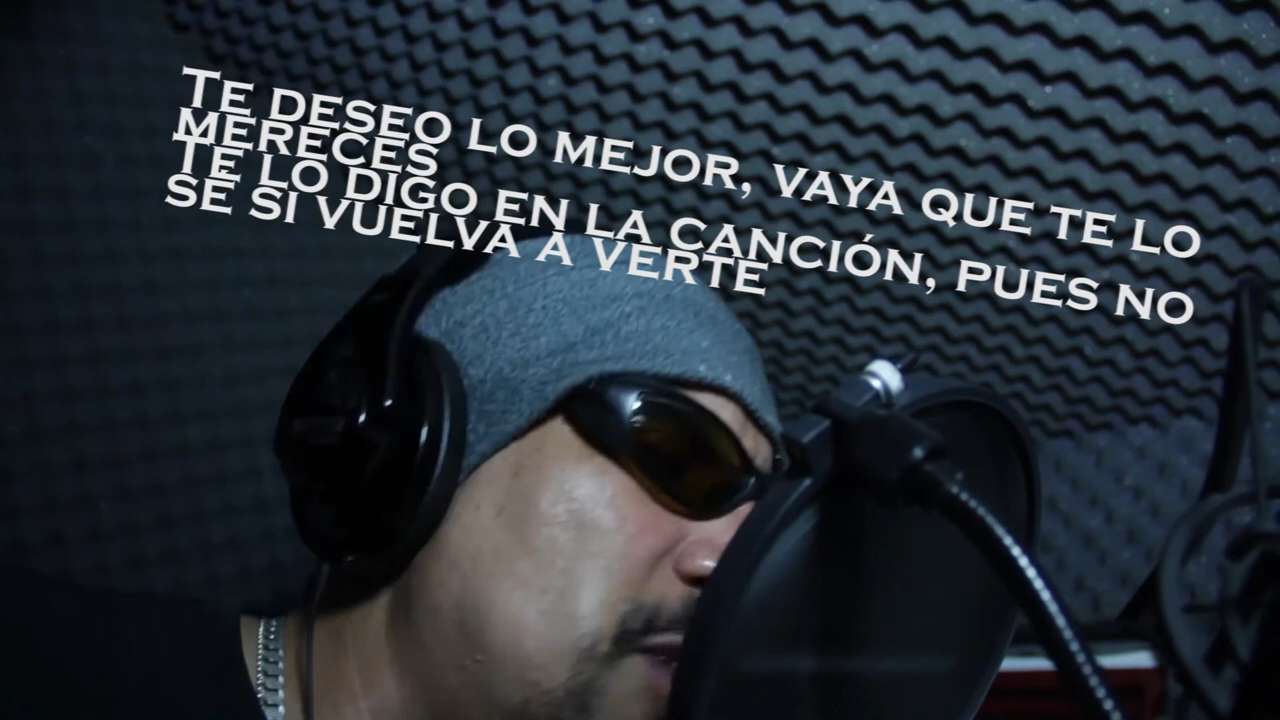 Te deseo lo mejor, vaya que te lo
mereces
Te lo digo en la canción, pues no
sé si vuelva a verte